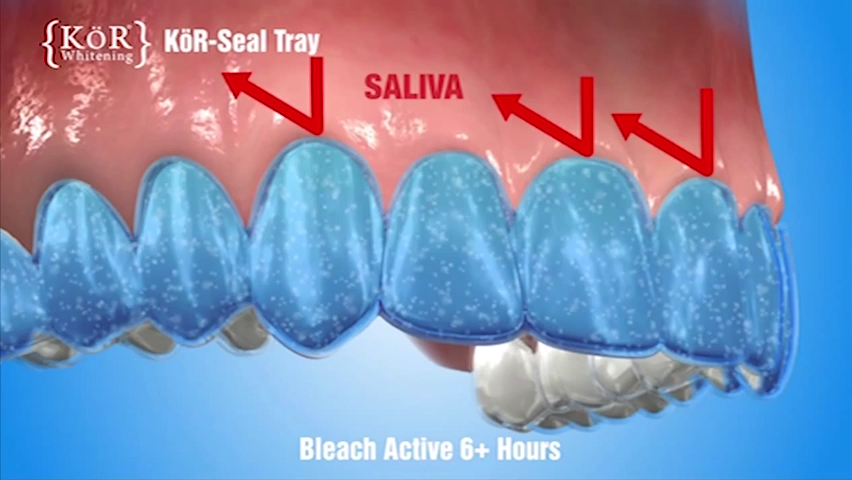 {KöR®}
Whitening
KöR-Seal Tray
SALIVA
Bleach Active 6+ Hours